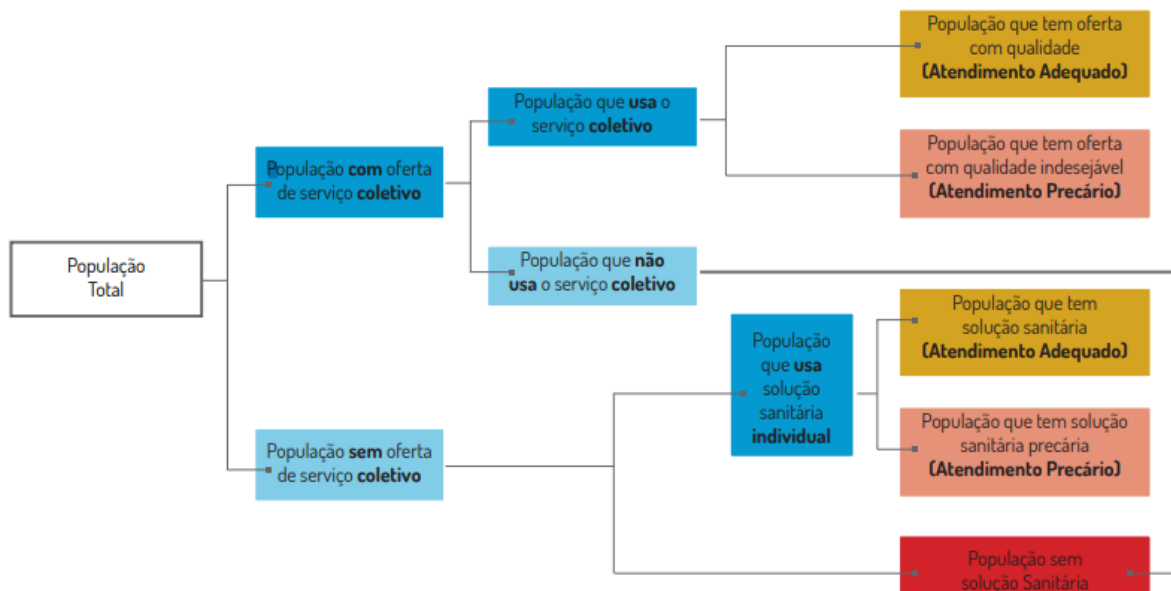 População que tem oferta
com qualidade
(Atendimento Adequado)
População que usa o
serviço coletivo
População que tem oferta
com qualidade indesejável
(Atendimento Precário)
População com oferta
de serviço coletivo
População
Total
População que não
usa o serviço coletivo
População que tem
solução sanitária
(Atendimento Adequado)
População
que usa
solução
sanitária
individual
População que tem solução
sanitária precária
(Atendimento Precário)
População sem oferta
de serviço coletivo
População sem
solução Sanitária